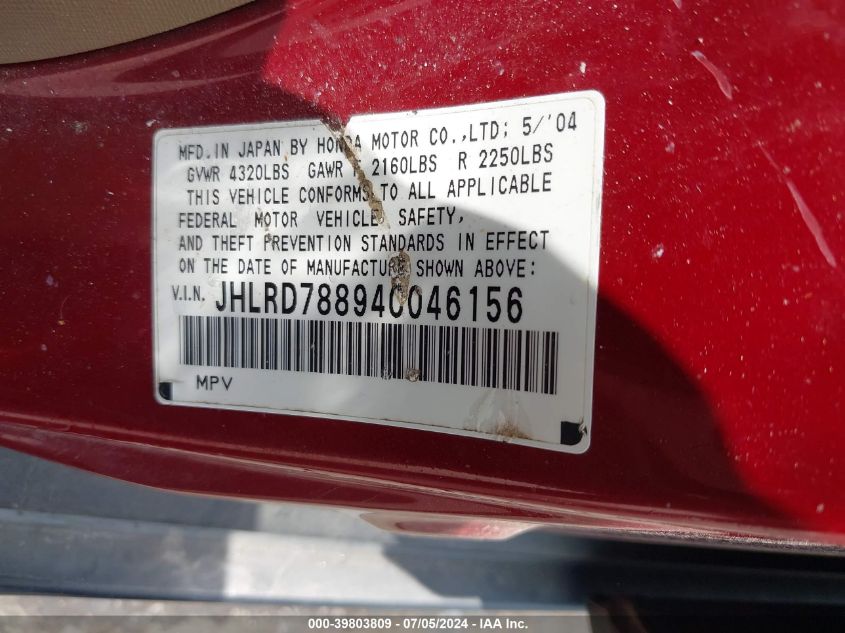 MFD. IN JAPAN BY HONDA MOTOR CO.,LTD; 5/'04
GVWR 4320LBS GAWR F 2160LBS R 2250LBS
THIS VEHICLE CONFORMS TO ALL APPLICABLE
FEDERAL MOTOR VEHICLE SAFETY,
AND THEFT PREVENTION STANDARDS IN EFFECT
ON THE DATE OF MANUFACTURE SHOWN ABOVE:
V.I.N. JHLRD78894C046156
MPV
000-39803809 - 07/05/2024 - IAA Inc.